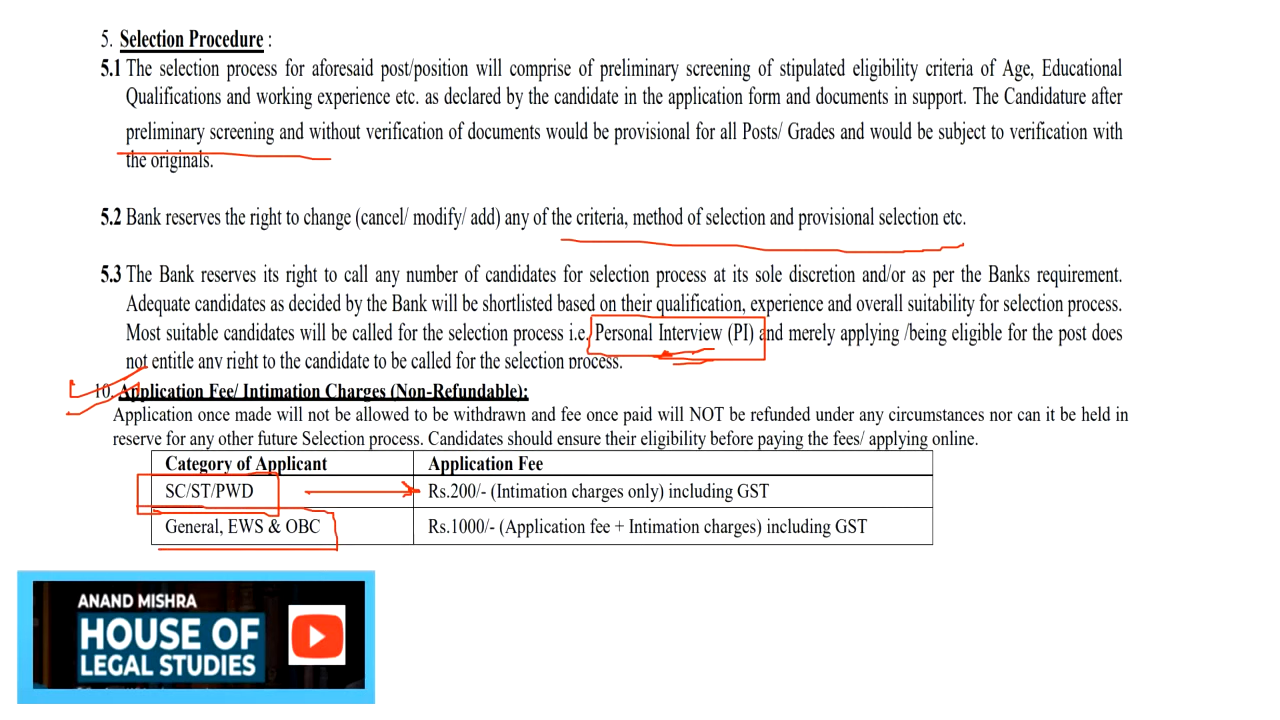 5. Selection Procedure :
5.1 The selection process for aforesaid post/position will comprise of preliminary screening of stipulated eligibility criteria of Age, Educational
Qualifications and working experience etc. as declared by the candidate in the application form and documents in support. The Candidature after
preliminary screening and without verification of documents would be provisional for all Posts/ Grades and would be subject to verification with
the originals.
5.2 Bank reserves the right to change (cancel/ modify/ add) any of the criteria, method of selection and provisional selection etc.
5.3 The Bank reserves its right to call any number of candidates for selection process at its sole discretion and/or as per the Banks requirement.
Adequate candidates as decided by the Bank will be shortlisted based on their qualification, experience and overall suitability for selection process.
Most suitable candidates will be called for the selection process i.e. Personal Interview (PI) and merely applying /being eligible for the post does
not entitle any right to the candidate to be called for the selection process.
10. Application Fee/ Intimation Charges (Non-Refundable):
Application once made will not be allowed to be withdrawn and fee once paid will NOT be refunded under any circumstances nor can it be held in
reserve for any other future Selection process. Candidates should ensure their eligibility before paying the fees/ applying online.
Category of Applicant Application Fee
SC/ST/PWD Rs.200/- (Intimation charges only) including GST
General, EWS & OBC Rs.1000/- (Application fee + Intimation charges) including GST
ANAND MISHRA
HOUSE OF
LEGAL STUDIES